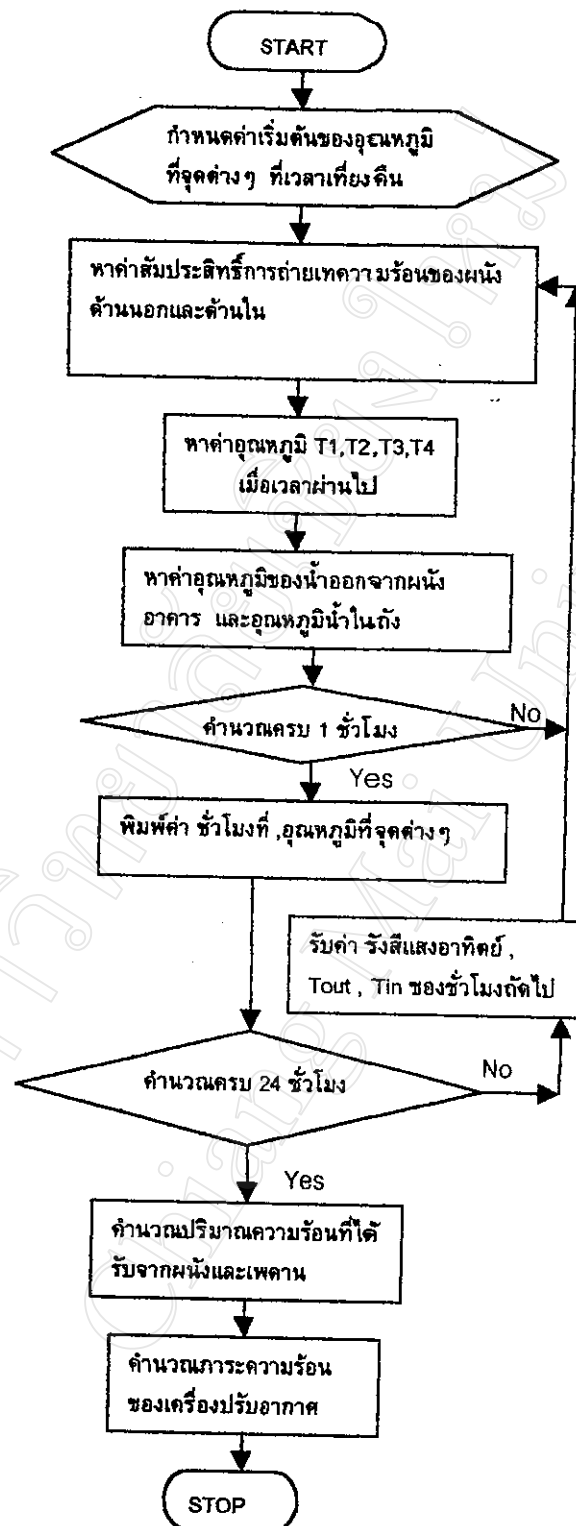 START
กำหนดค่าเริ่มต้นของอุณหภูมิ
ที่จุดต่างๆ ที่เวลาเที่ยงคืน
หาค่าสัมประสิทธิ์การถ่ายเทความร้อนของผนัง
ด้านนอกและด้านใน
หาค่าอุณหภูมิ T1,T2,T3,T4
เมื่อเวลาผ่านไป
หาค่าอุณหภูมิของน้ำออกจากผนัง
อาคาร และอุณหภูมิน้ำในถัง
คำนวณครบ 1 ชั่วโมง
No
Yes
พิมพ์ค่า ชั่วโมงที่ ,อุณหภูมิที่จุดต่างๆ
รับค่า รังสีแสงอาทิตย์ ,
Tout , Tin ของชั่วโมงถัดไป
คำนวณครบ 24 ชั่วโมง
No
Yes
คำนวณปริมาณความร้อนที่ได้
รับจากผนังและเพดาน
คำนวณภาระความร้อน
ของเครื่องปรับอากาศ
STOP
Chiang Mai Uni